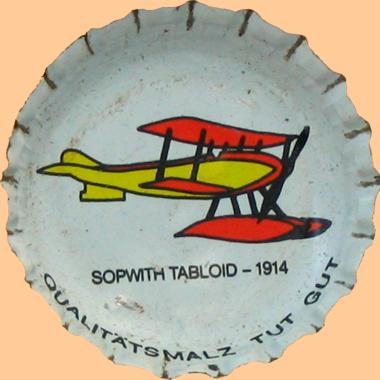 SOPWITH TABLOID – 1914
QUALITÄTSMALZ TUT GUT